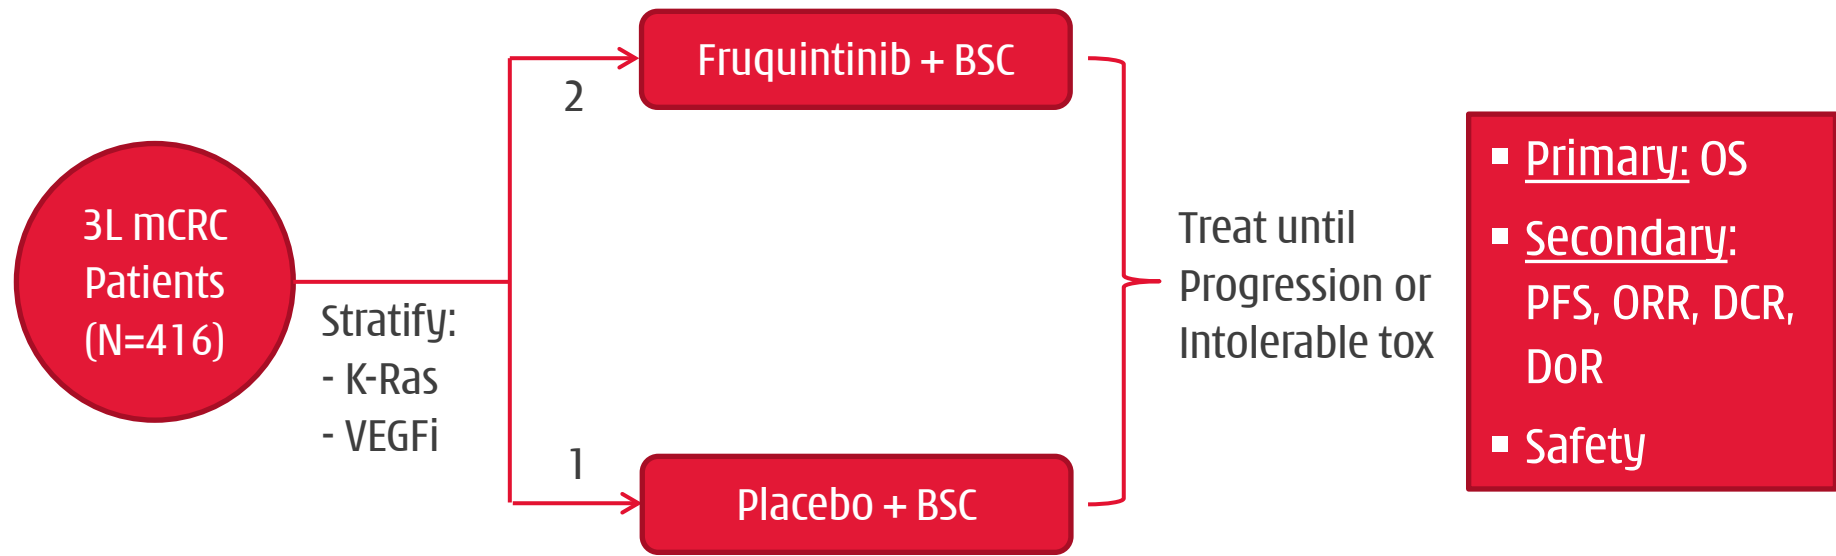 3L mCRC
Patients
(N=416)
Stratify:
- K-Ras
- VEGFi
2
Fruquintinib + BSC
1
Placebo + BSC
Treat until
Progression or
Intolerable tox
▪ Primary: OS
▪ Secondary:
PFS, ORR, DCR,
DoR
▪ Safety